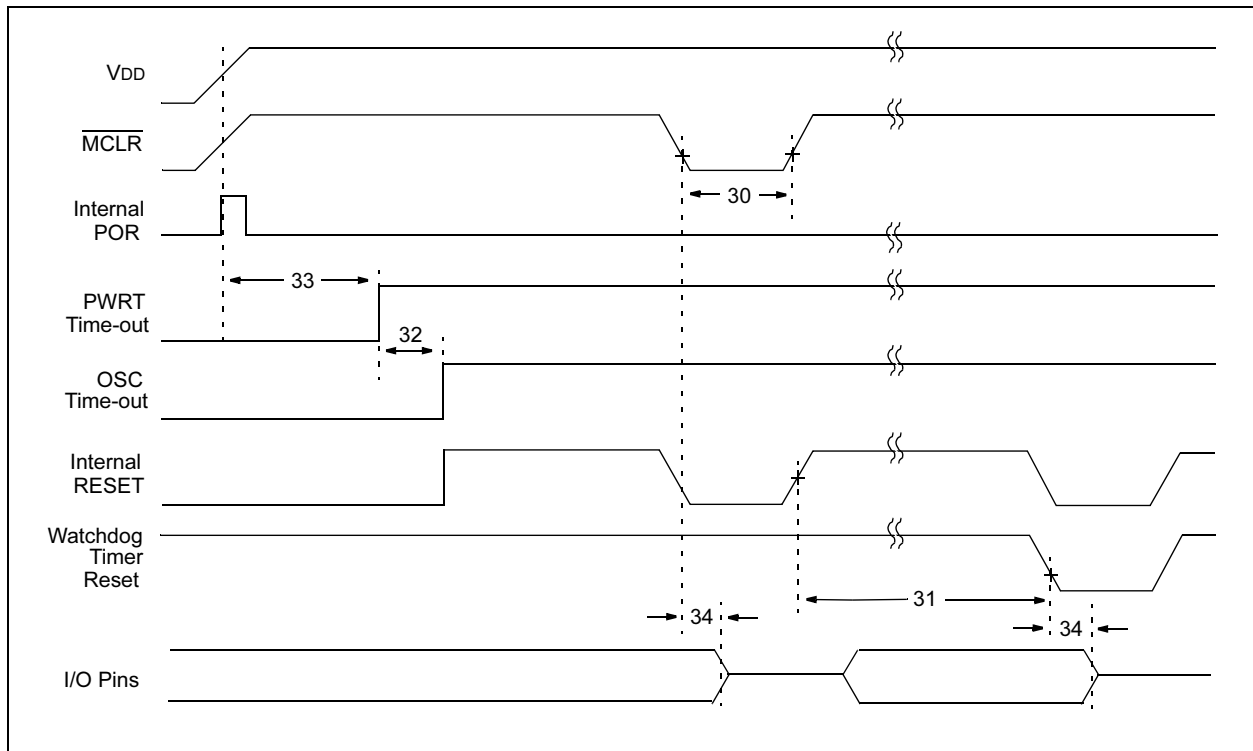 VDD
MCLR
30
Internal
POR
33
PWRT
Time-out
32
OSC
Time-out
Internal
RESET
Watchdog
Timer
Reset
31
34
34
I/O Pins